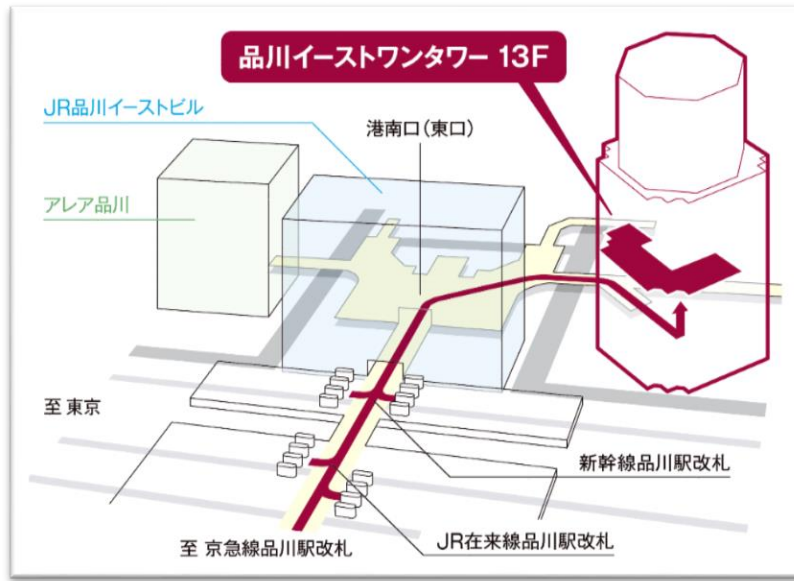 品川イーストワンタワー 13F
JR品川イーストビル
港南口(東口)
アレア品川
至 東京
新幹線品川駅改札
至 京急線品川駅改札
JR在来線品川駅改札